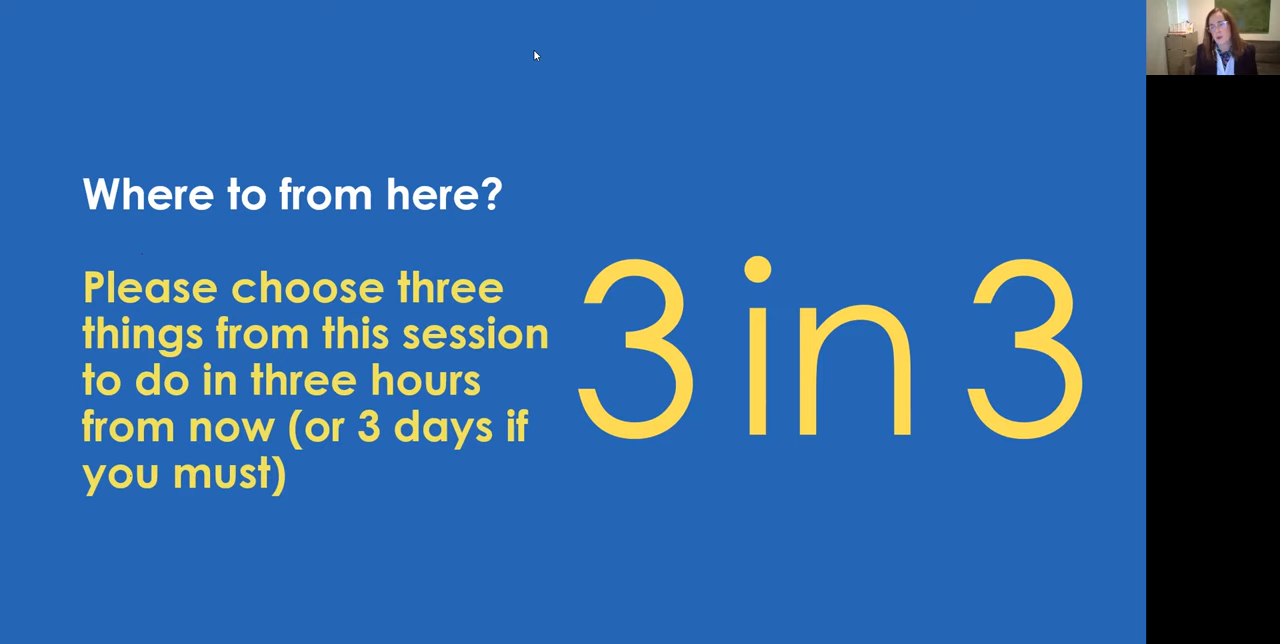 Where to from here?
Please choose three
things from this session
to do in three hours
from now (or 3 days if
you must)
3 in 3